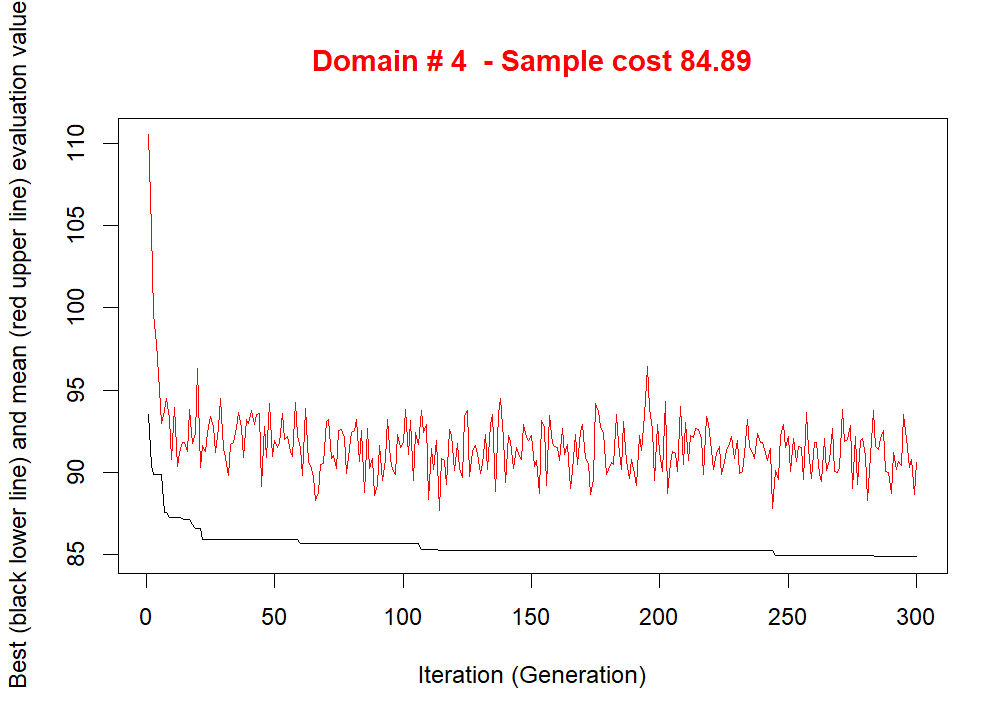 Domain # 4  - Sample cost 84.89
Best (black lower line) and mean (red upper line) evaluation value
110
105
100
95
90
85
0 50 100 150 200 250 300
Iteration (Generation)